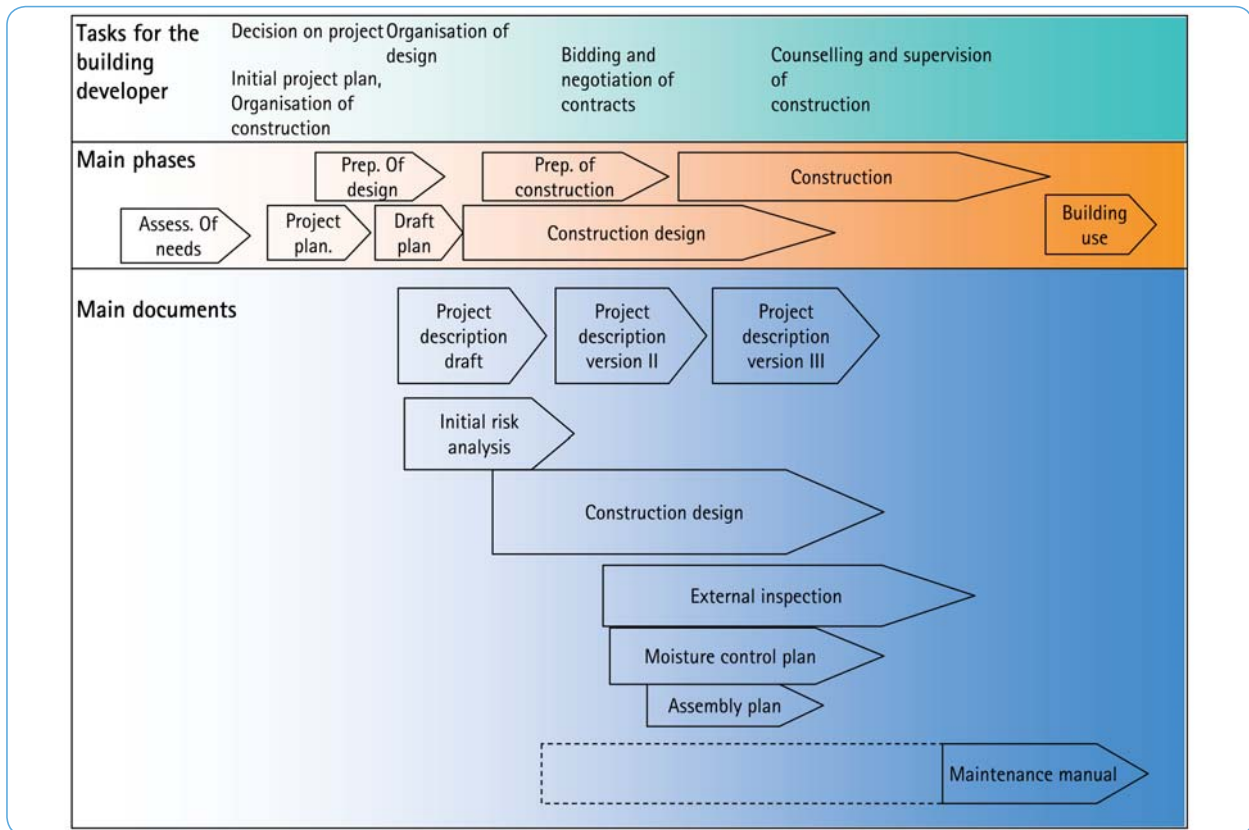 Tasks for the
building
developer
Decision on project
Initial project plan,
Organisation of
construction
Organisation of
design
Bidding and
negotiation of
contracts
Counselling and supervision
of
construction
Main phases
Prep. Of
design
Prep. of
construction
Construction
Assess. Of
needs
Project
plan.
Draft
plan
Construction design
Building
use
Main documents
Project
description
draft
Project
description
version II
Project
description
version III
Initial risk
analysis
Construction design
External inspection
Moisture control plan
Assembly plan
Maintenance manual